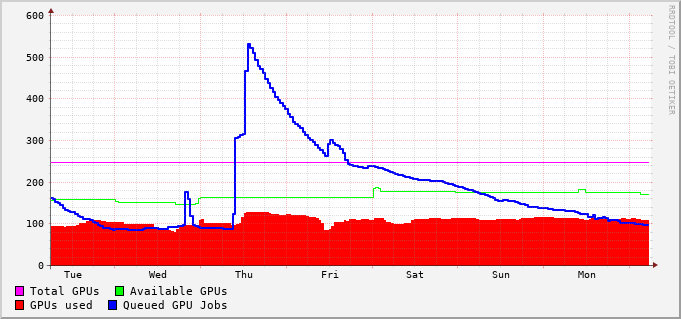 600
500
400
300
200
100
0
Tue Wed Thu Fri Sat Sun Mon
Total GPUs Available GPUs
GPUs used Queued GPU Jobs
RRDTOOL / TOBI OETIKER